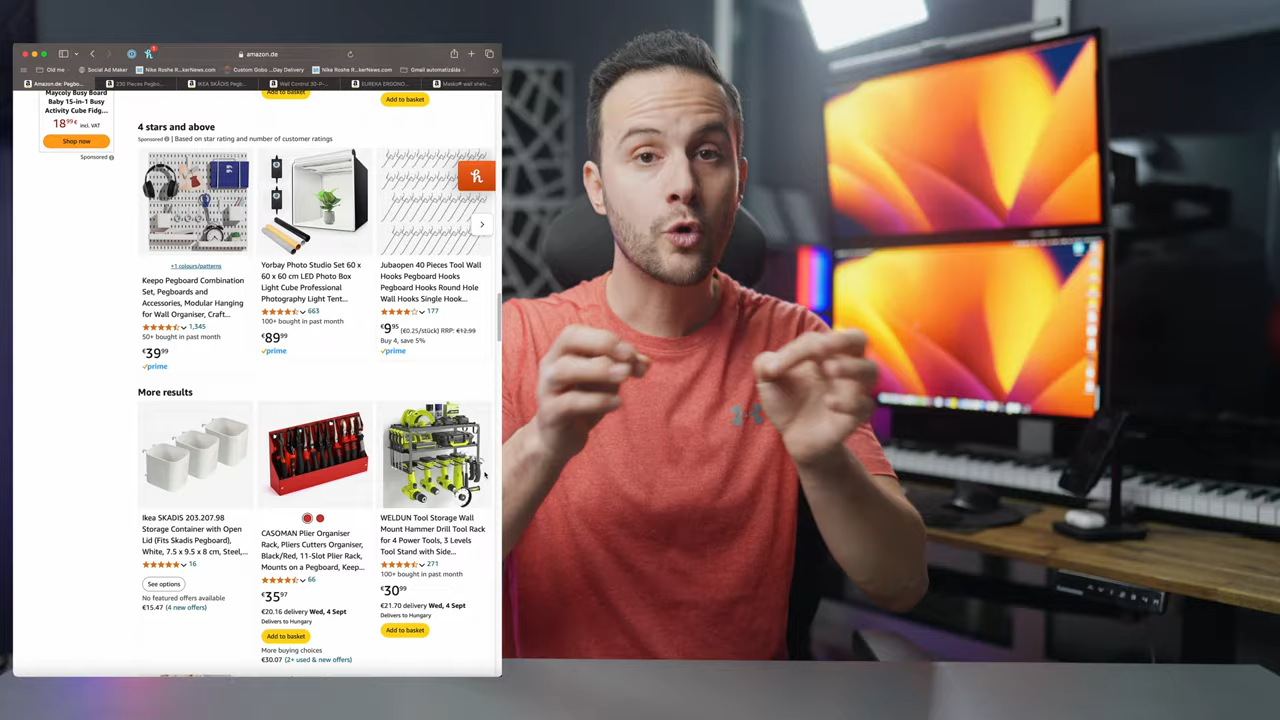 amazon.de
1
Old me
Social Ad Maker
Nike Roshe R...kerNews.com
Custom Gobo ...Day Delivery
Nike Roshe R...kerNews.com
Gmail automatizálás
Amazon.de: Pegbo...
230 Pieces Pegbo...
IKEA SKÅDIS Pegb...
Wall Control 30-P...
EUREKA ERGONO...
Maskuⓡ wall shelv...
Maycoly Busy Board
Baby 15-in-1 Busy
Activity Cube Fidg...
18,99 € incl. VAT
Shop now
Sponsored
Add to basket
Add to basket
4 stars and above
Sponsored | Based on star rating and number of customer ratings
+1 colours/patterns
Keepo Pegboard Combination
Set, Pegboards and
Accessories, Modular Hanging
for Wall Organiser, Craft...
1,345
50+ bought in past month
€39 99
prime
Yorbay Photo Studio Set 60 x
60 x 60 cm LED Photo Box
Light Cube Professional
Photography Light Tent...
663
100+ bought in past month
€89 99
prime
Jubaopen 40 Pieces Tool Wall
Hooks Pegboard Hooks
Pegboard Hooks Round Hole
Wall Hooks Single Hook...
177
€9 95 (€0.25/stück) RRP: €12.99
Buy 4, save 5%
prime
More results
Ikea SKADIS 203.207.98
Storage Container with Open
Lid (Fits Skadis Pegboard),
White, 7.5 x 9.5 x 8 cm, Steel,...
16
See options
No featured offers available
€15.47 (4 new offers)
CASOMAN Plier Organiser
Rack, Pliers Cutters Organiser,
Black/Red, 11-Slot Plier Rack,
Mounts on a Pegboard, Keep...
66
€35 97
€20.16 delivery Wed, 4 Sept
Delivers to Hungary
Add to basket
More buying choices
€30.07 (2+ used & new offers)
WELDUN Tool Storage Wall
Mount Hammer Drill Tool Rack
for 4 Power Tools, 3 Levels
Tool Stand with Side...
271
100+ bought in past month
€30 99
€21.70 delivery Wed, 4 Sept
Delivers to Hungary
Add to basket